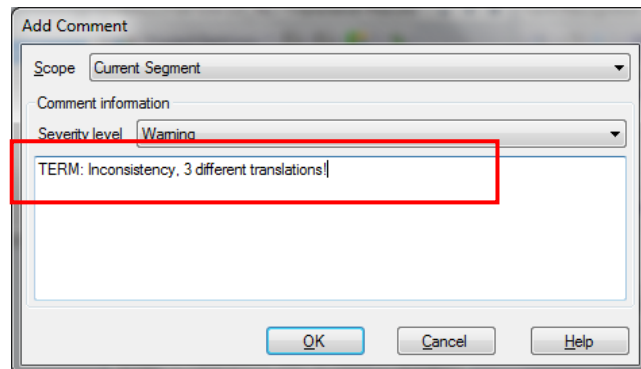 Add Comment
Scope Current Segment
Comment information
Severity level Warning
TERM: Inconsistency, 3 different translations!
OK Cancel Help